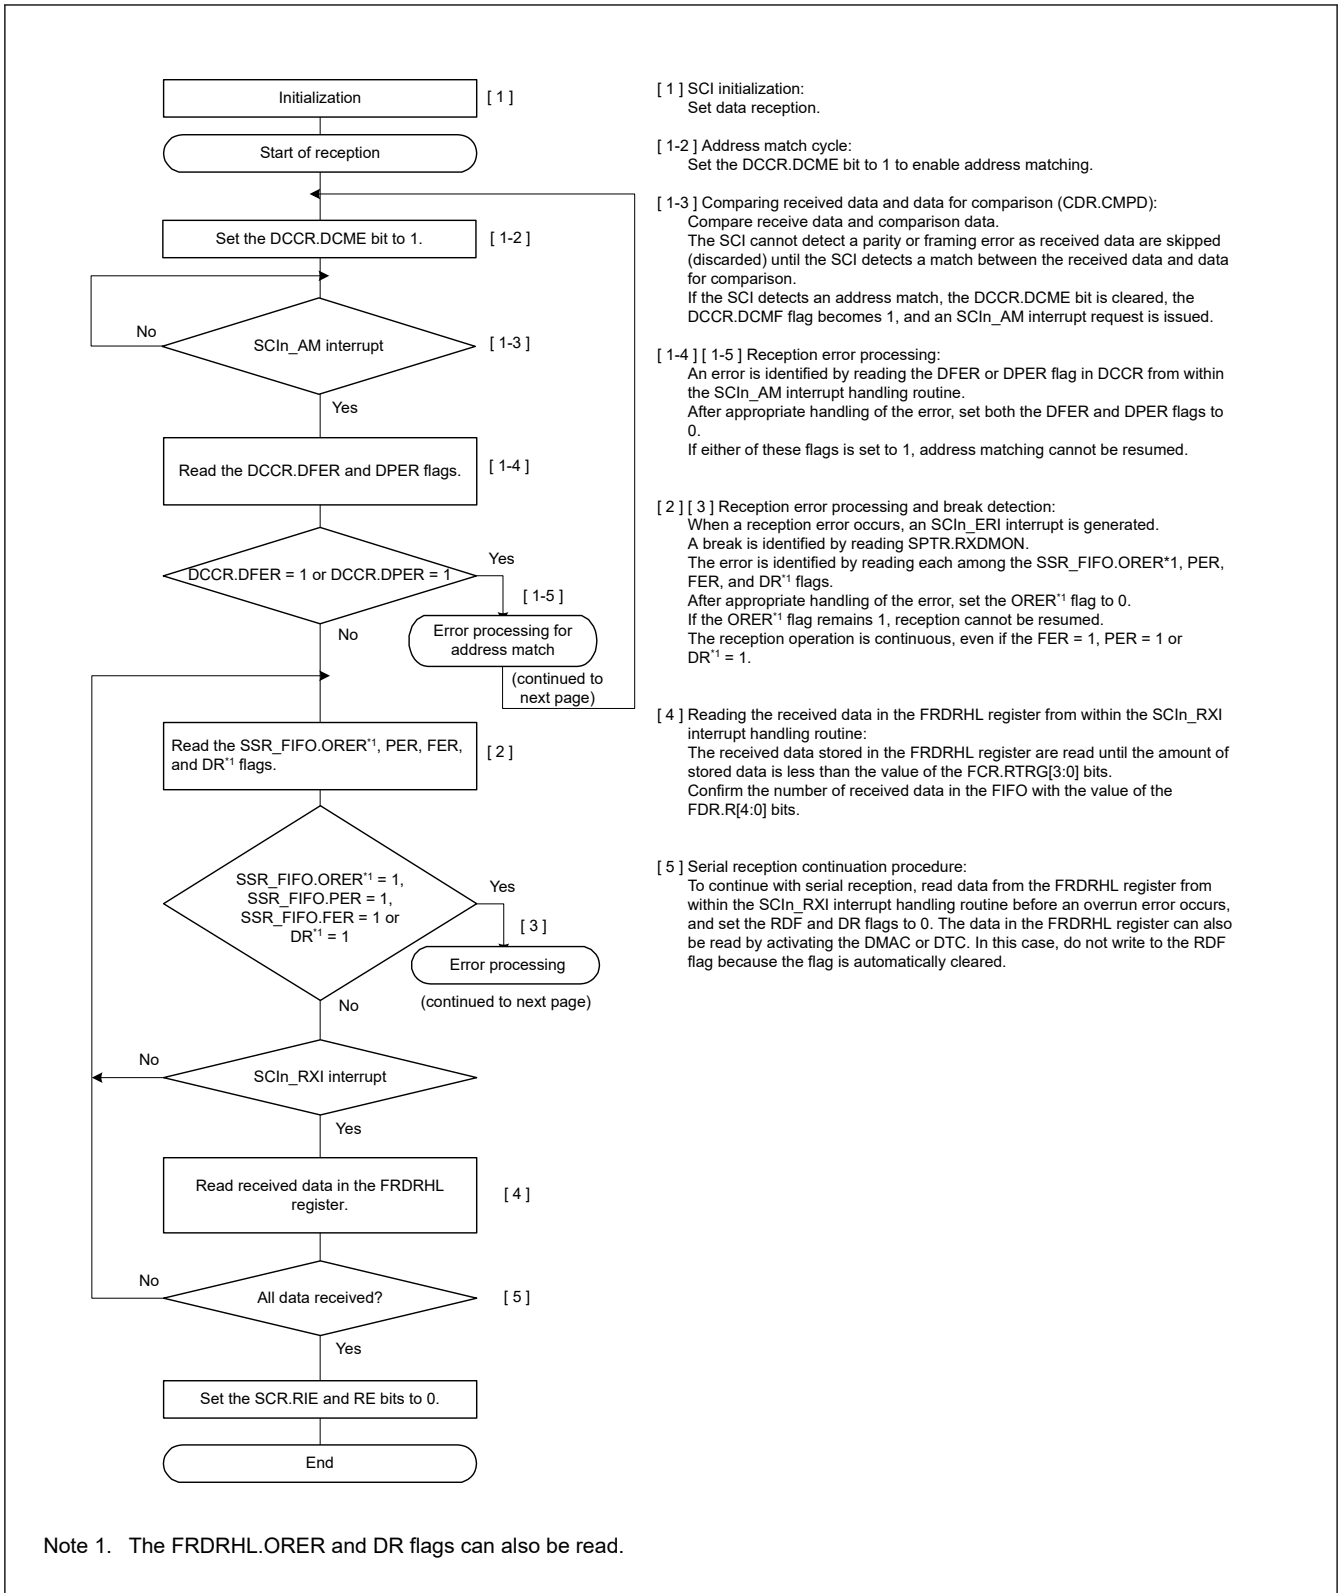 Initialization
[ 1 ]
Start of reception
Set the DCCR.DCME bit to 1.
[ 1-2 ]
No
SCIn_AM interrupt
[ 1-3 ]
Yes
Read the DCCR.DFER and DPER flags.
[ 1-4 ]
DCCR.DFER = 1 or DCCR.DPER = 1
Yes
[ 1-5 ]
Error processing for
address match
(continued to
next page)
No
Read the SSR_FIFO.ORER*1, PER, FER,
and DR*1 flags.
[ 2 ]
SSR_FIFO.ORER*1 = 1,
SSR_FIFO.PER = 1,
SSR_FIFO.FER = 1 or
DR*1 = 1
Yes
[ 3 ]
Error processing
(continued to next page)
No
No
SCIn_RXI interrupt
Yes
Read received data in the FRDRHL
register.
[ 4 ]
No
All data received?
[ 5 ]
Yes
Set the SCR.RIE and RE bits to 0.
End
[ 1 ] SCI initialization:
Set data reception.
[ 1-2 ] Address match cycle:
Set the DCCR.DCME bit to 1 to enable address matching.
[ 1-3 ] Comparing received data and data for comparison (CDR.CMPD):
Compare receive data and comparison data.
The SCI cannot detect a parity or framing error as received data are skipped
(discarded) until the SCI detects a match between the received data and data
for comparison.
If the SCI detects an address match, the DCCR.DCME bit is cleared, the
DCCR.DCMF flag becomes 1, and an SCIn_AM interrupt request is issued.
[ 1-4 ] [ 1-5 ] Reception error processing:
An error is identified by reading the DFER or DPER flag in DCCR from within
the SCIn_AM interrupt handling routine.
After appropriate handling of the error, set both the DFER and DPER flags to
0.
If either of these flags is set to 1, address matching cannot be resumed.
[ 2 ] [ 3 ] Reception error processing and break detection:
When a reception error occurs, an SCIn_ERI interrupt is generated.
A break is identified by reading SPTR.RXDMON.
The error is identified by reading each among the SSR_FIFO.ORER*1, PER,
FER, and DR*1 flags.
After appropriate handling of the error, set the ORER*1 flag to 0.
If the ORER*1 flag remains 1, reception cannot be resumed.
The reception operation is continuous, even if the FER = 1, PER = 1 or
DR*1 = 1.
[ 4 ] Reading the received data in the FRDRHL register from within the SCIn_RXI
interrupt handling routine:
The received data stored in the FRDRHL register are read until the amount of
stored data is less than the value of the FCR.RTRG[3:0] bits.
Confirm the number of received data in the FIFO with the value of the
FDR.R[4:0] bits.
[ 5 ] Serial reception continuation procedure:
To continue with serial reception, read data from the FRDRHL register from
within the SCIn_RXI interrupt handling routine before an overrun error occurs,
and set the RDF and DR flags to 0. The data in the FRDRHL register can also
be read by activating the DMAC or DTC. In this case, do not write to the RDF
flag because the flag is automatically cleared.
Note 1. The FRDRHL.ORER and DR flags can also be read.